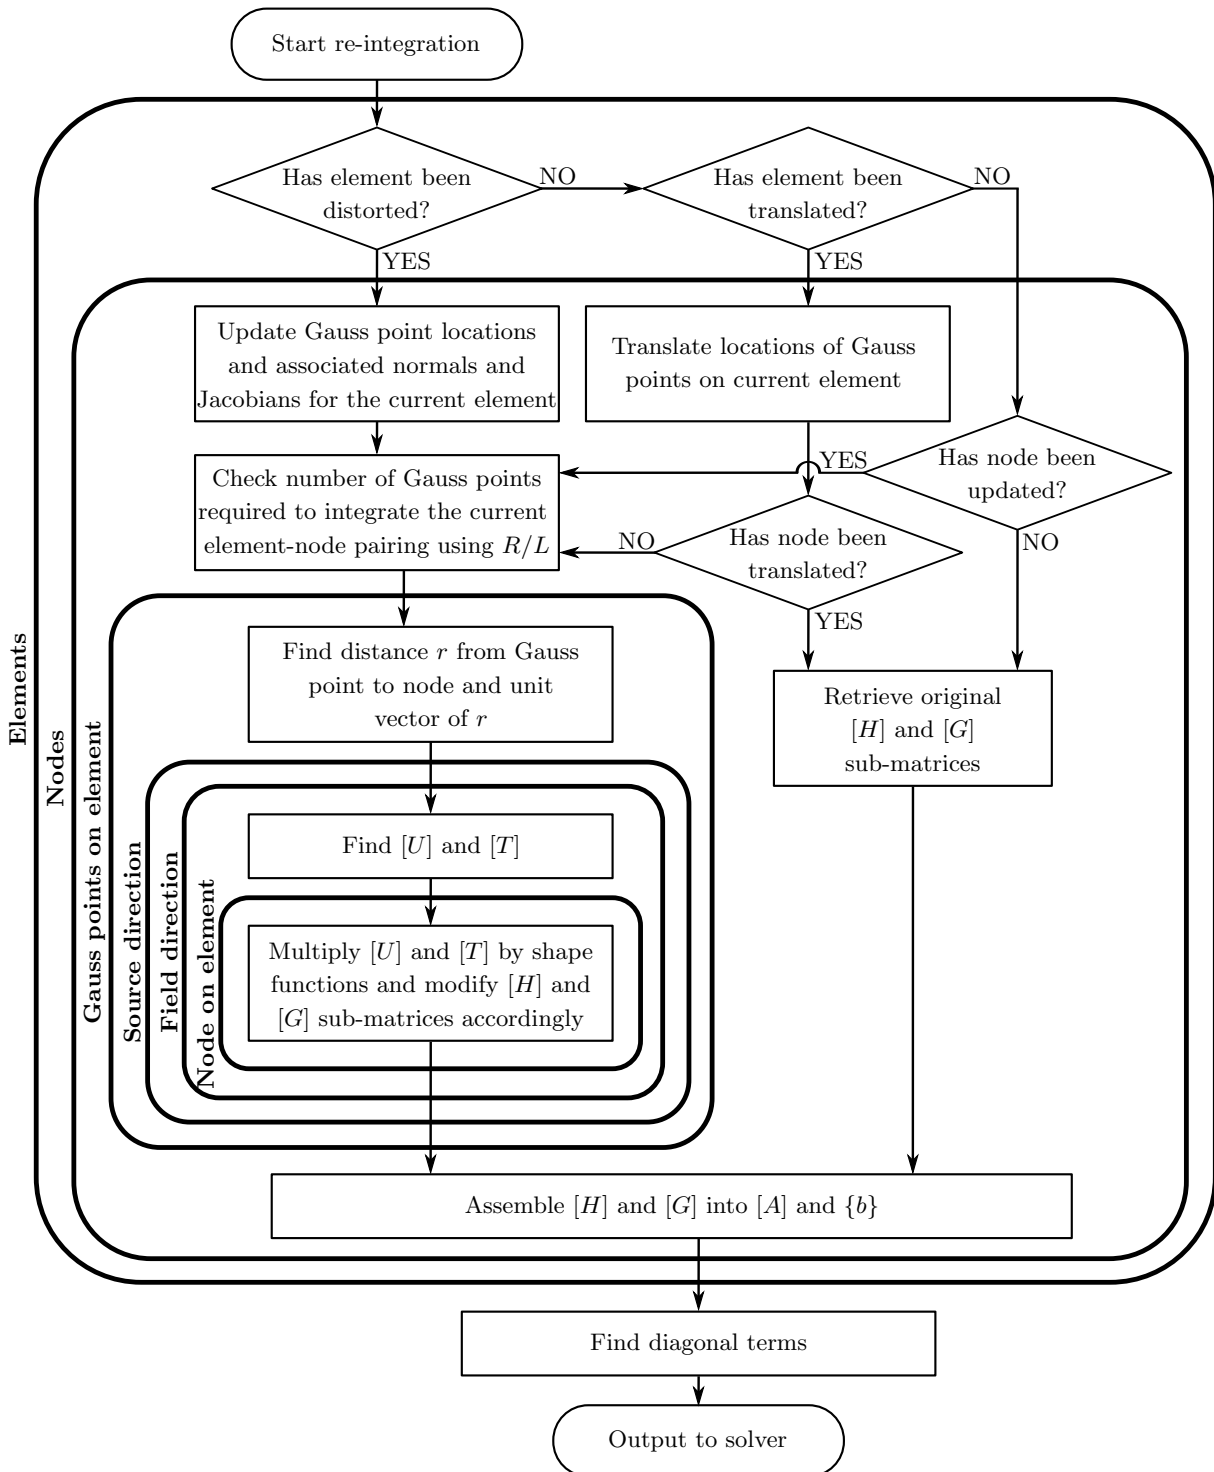 Start re-integration
Has element been
distorted?
NO
Has element been
translated?
NO
YES
YES
Update Gauss point locations
and associated normals and
Jacobians for the current element
Translate locations of Gauss
points on current element
Check number of Gauss points
required to integrate the current
element-node pairing using R/L
YES
Has node been
updated?
NO
NO
Has node been
translated?
YES
Find distance r from Gauss
point to node and unit
vector of r
Retrieve original
[H] and [G]
sub-matrices
Elements
Nodes
Gauss points on element
Source direction
Field direction
Node on element
Find [U] and [T]
Multiply [U] and [T] by shape
functions and modify [H] and
[G] sub-matrices accordingly
Assemble [H] and [G] into [A] and {b}
Find diagonal terms
Output to solver